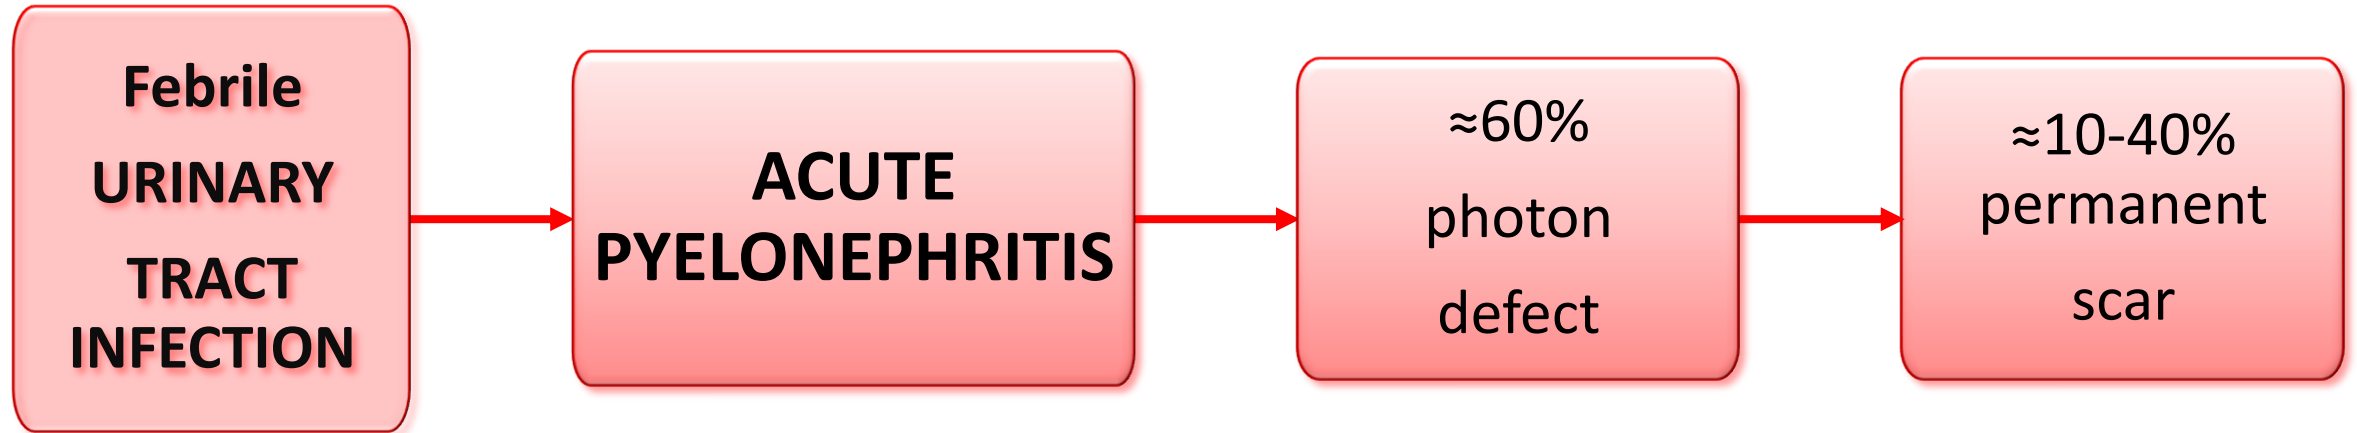 Febrile
URINARY
TRACT
INFECTION
ACUTE
PYELONEPHRITIS
≈60%
photon
defect
≈10-40%
permanent
scar